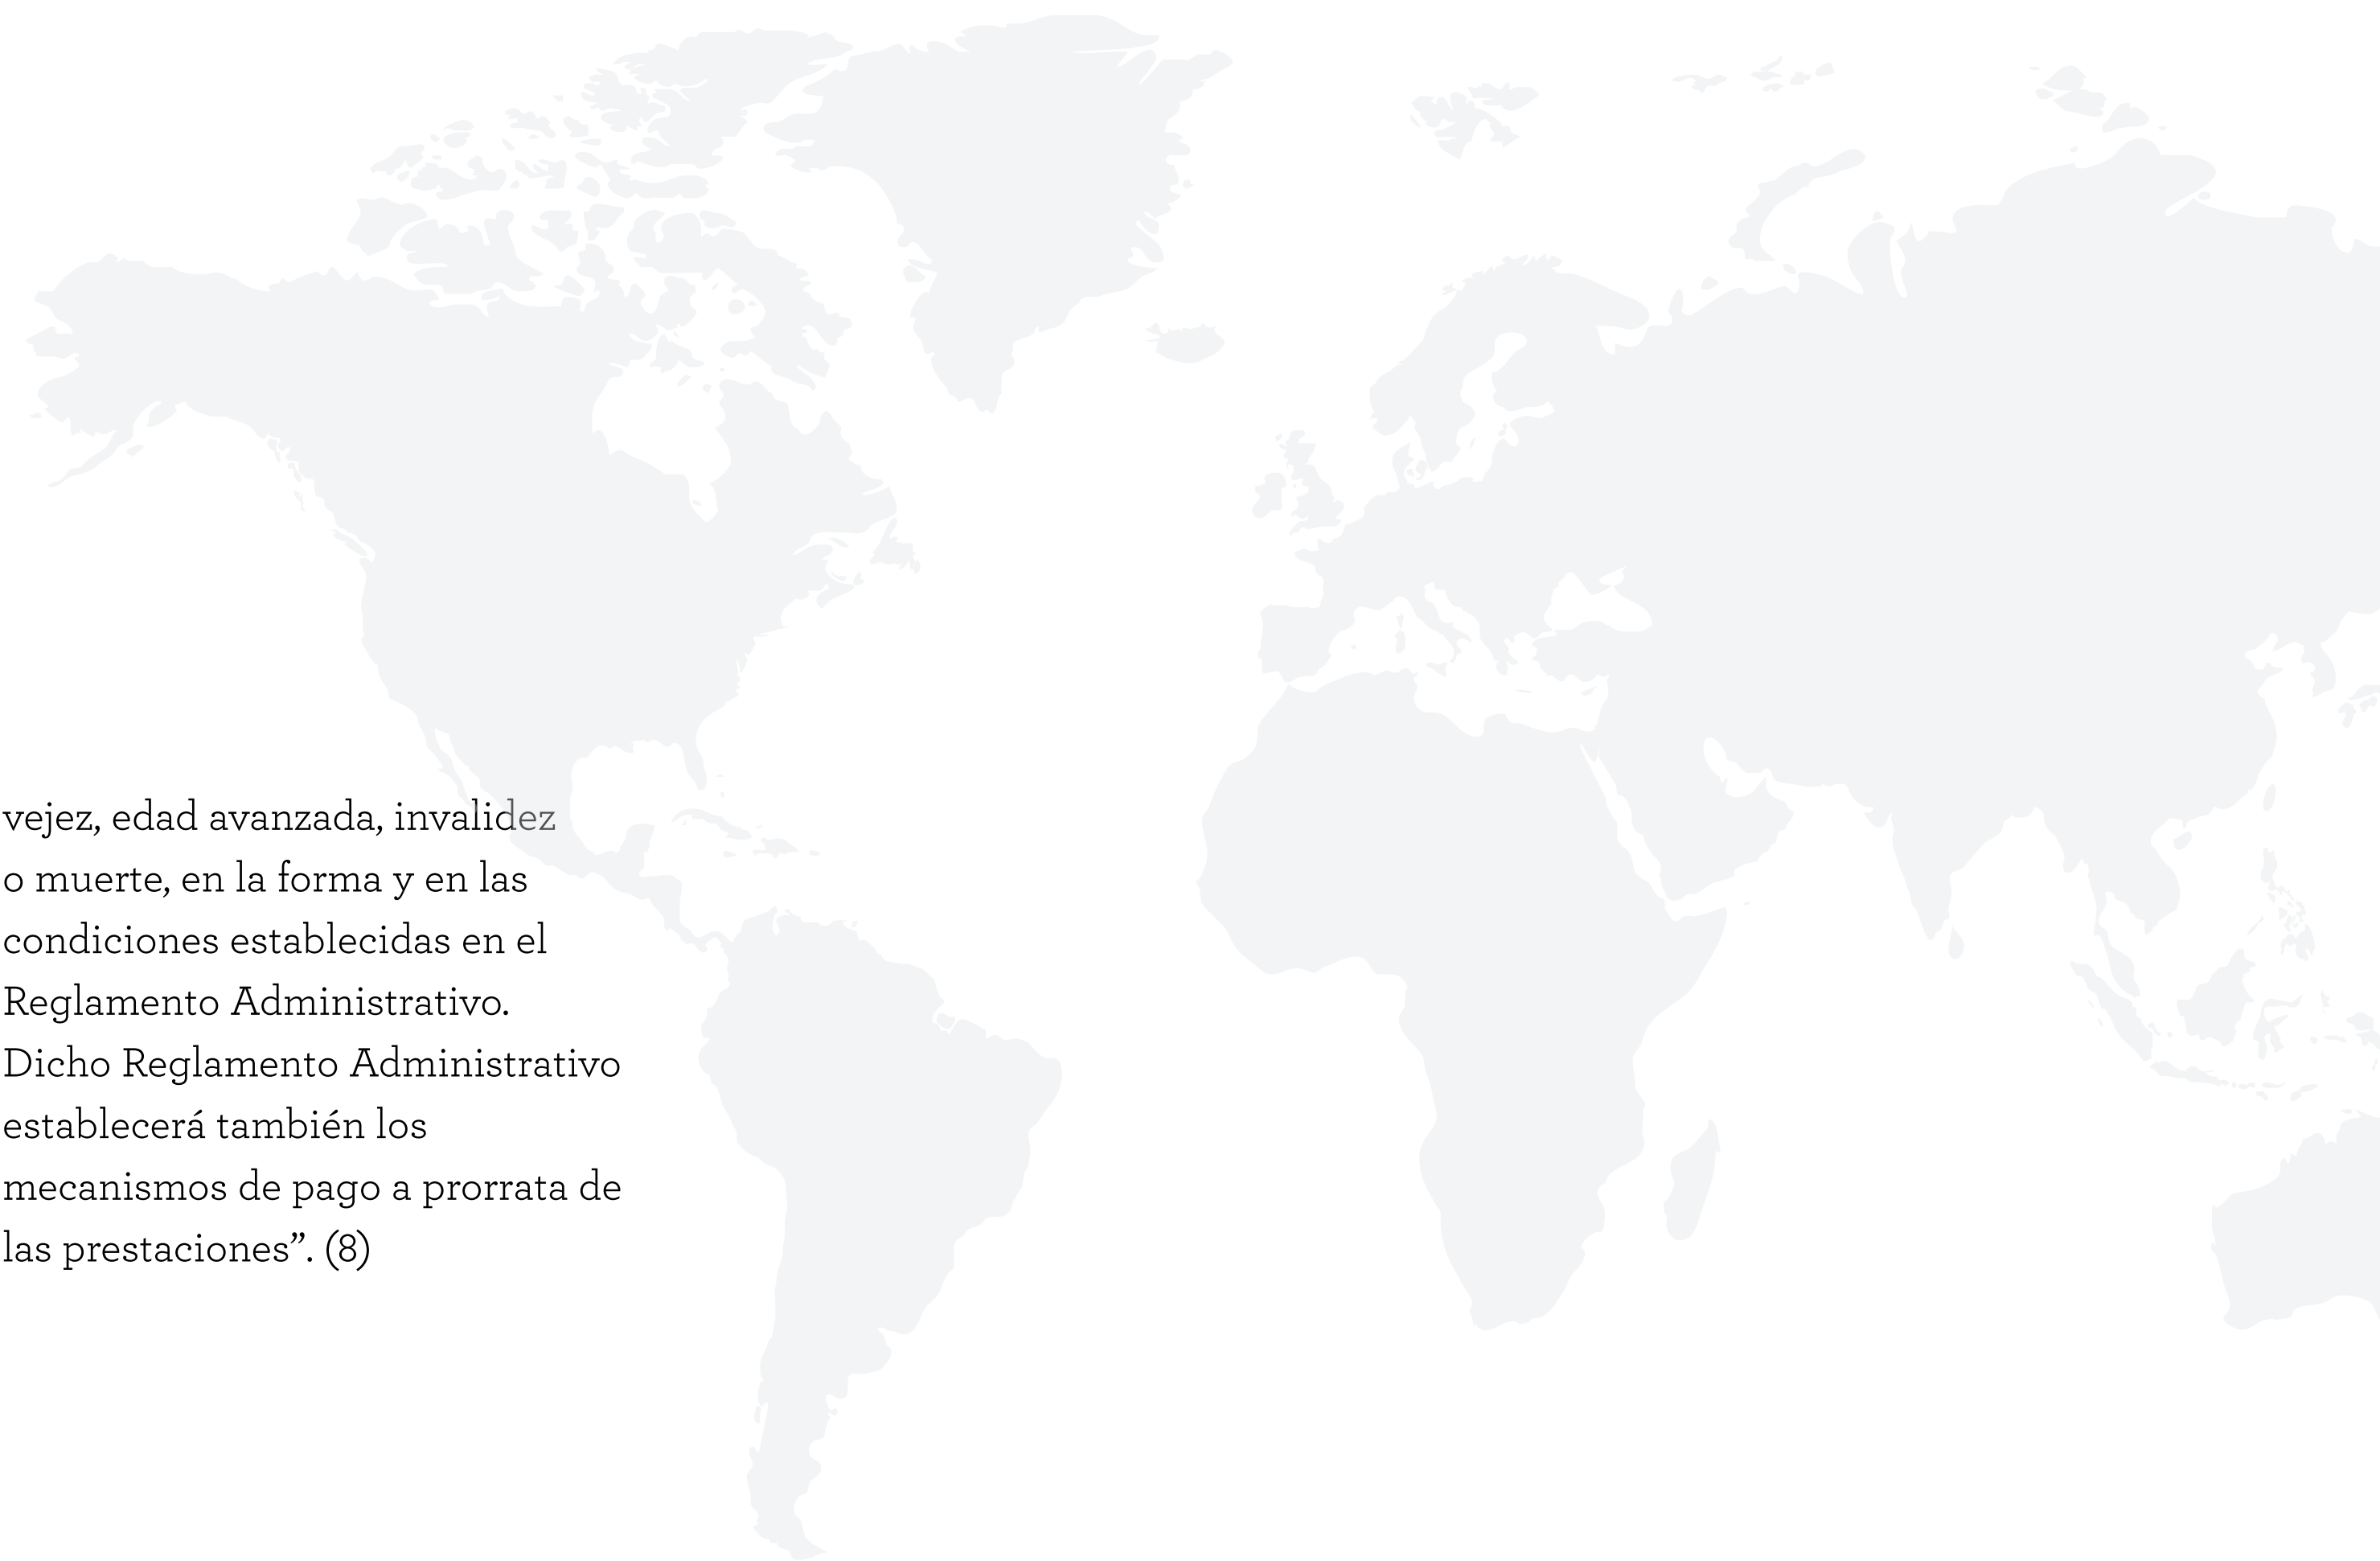 vejez, edad avanzada, invalidez
o muerte, en la forma y en las
condiciones establecidas en el
Reglamento Administrativo.
Dicho Reglamento Administrativo
establecerá también los
mecanismos de pago a prorrata de
las prestaciones”. (8)